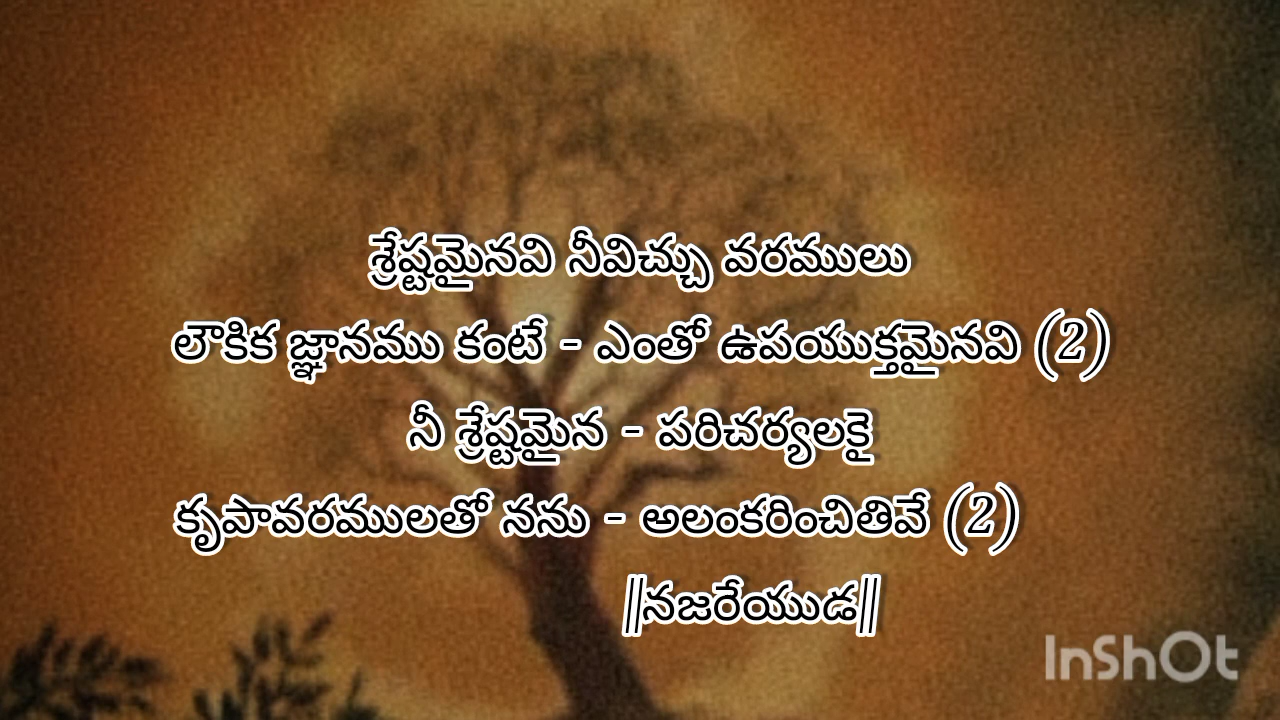 శ్రేష్టమైనవి నీవిచ్చు వరములు
లౌకిక జ్ఞానము కంటే - ఎంతో ఉపయుక్తమైనవి (2)
నీ శ్రేష్టమైన - పరిచర్యలకై
కృపావరములతో నను - అలంకరించితివే (2)
||నజరేయుడ||
InShOt